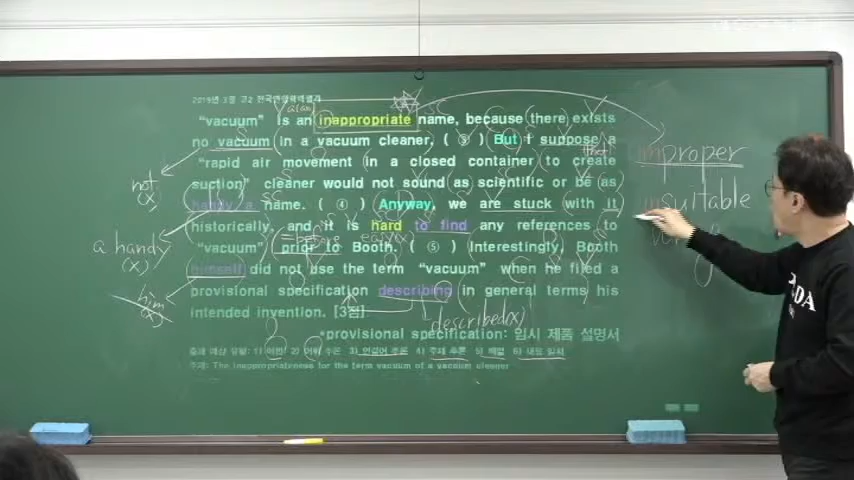 2019년 3월 고2 전국연합학력평가
"vacuum" is an inappropriate name, because there exists
no vacuum in a vacuum cleaner. ( ③ ) But I suppose a
"rapid air movement in a closed container to create
suction" cleaner would not sound as scientific or be as
handy a name. ( ④ ) Anyway, we are stuck with it
historically, and it is hard to find any references to
"vacuum" prior to Booth. ( ⑤ ) Interestingly, Booth
himself did not use the term "vacuum" when he filed a
provisional specification describing in general terms his
intended invention. [3점]
*provisional specification: 임시 제품 설명서
주제: The inappropriateness for the term vacuum of a vacuum cleaner
not
(x)
a handy
(x)
him
(x)
=before
easy(x)
described(x)
improper
unsuitable